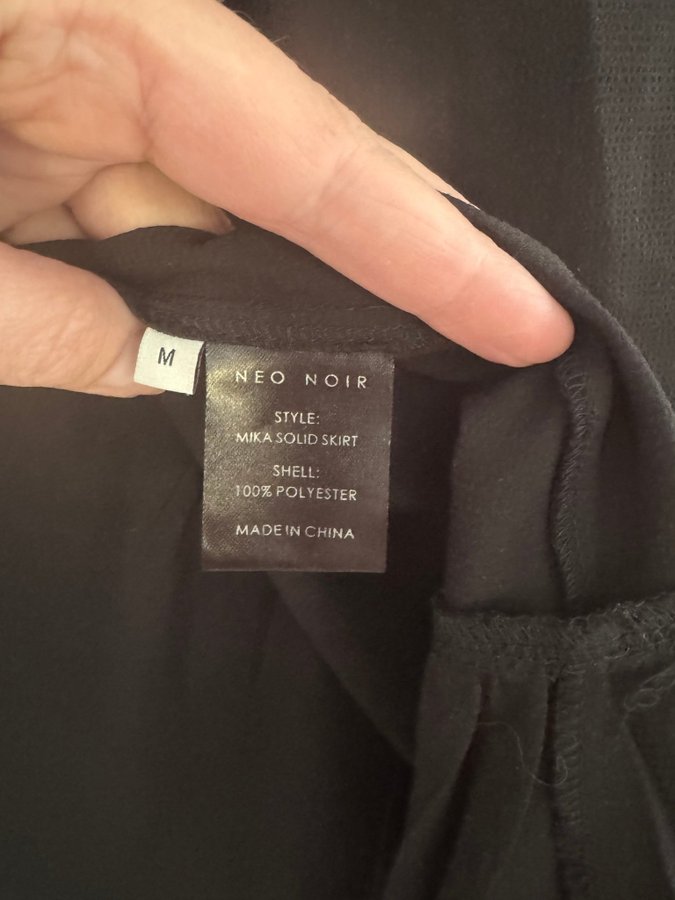 M
NEO NOIR
STYLE:
MIKA SOLID SKIRT
SHELL:
100% POLYESTER
MADE IN CHINA